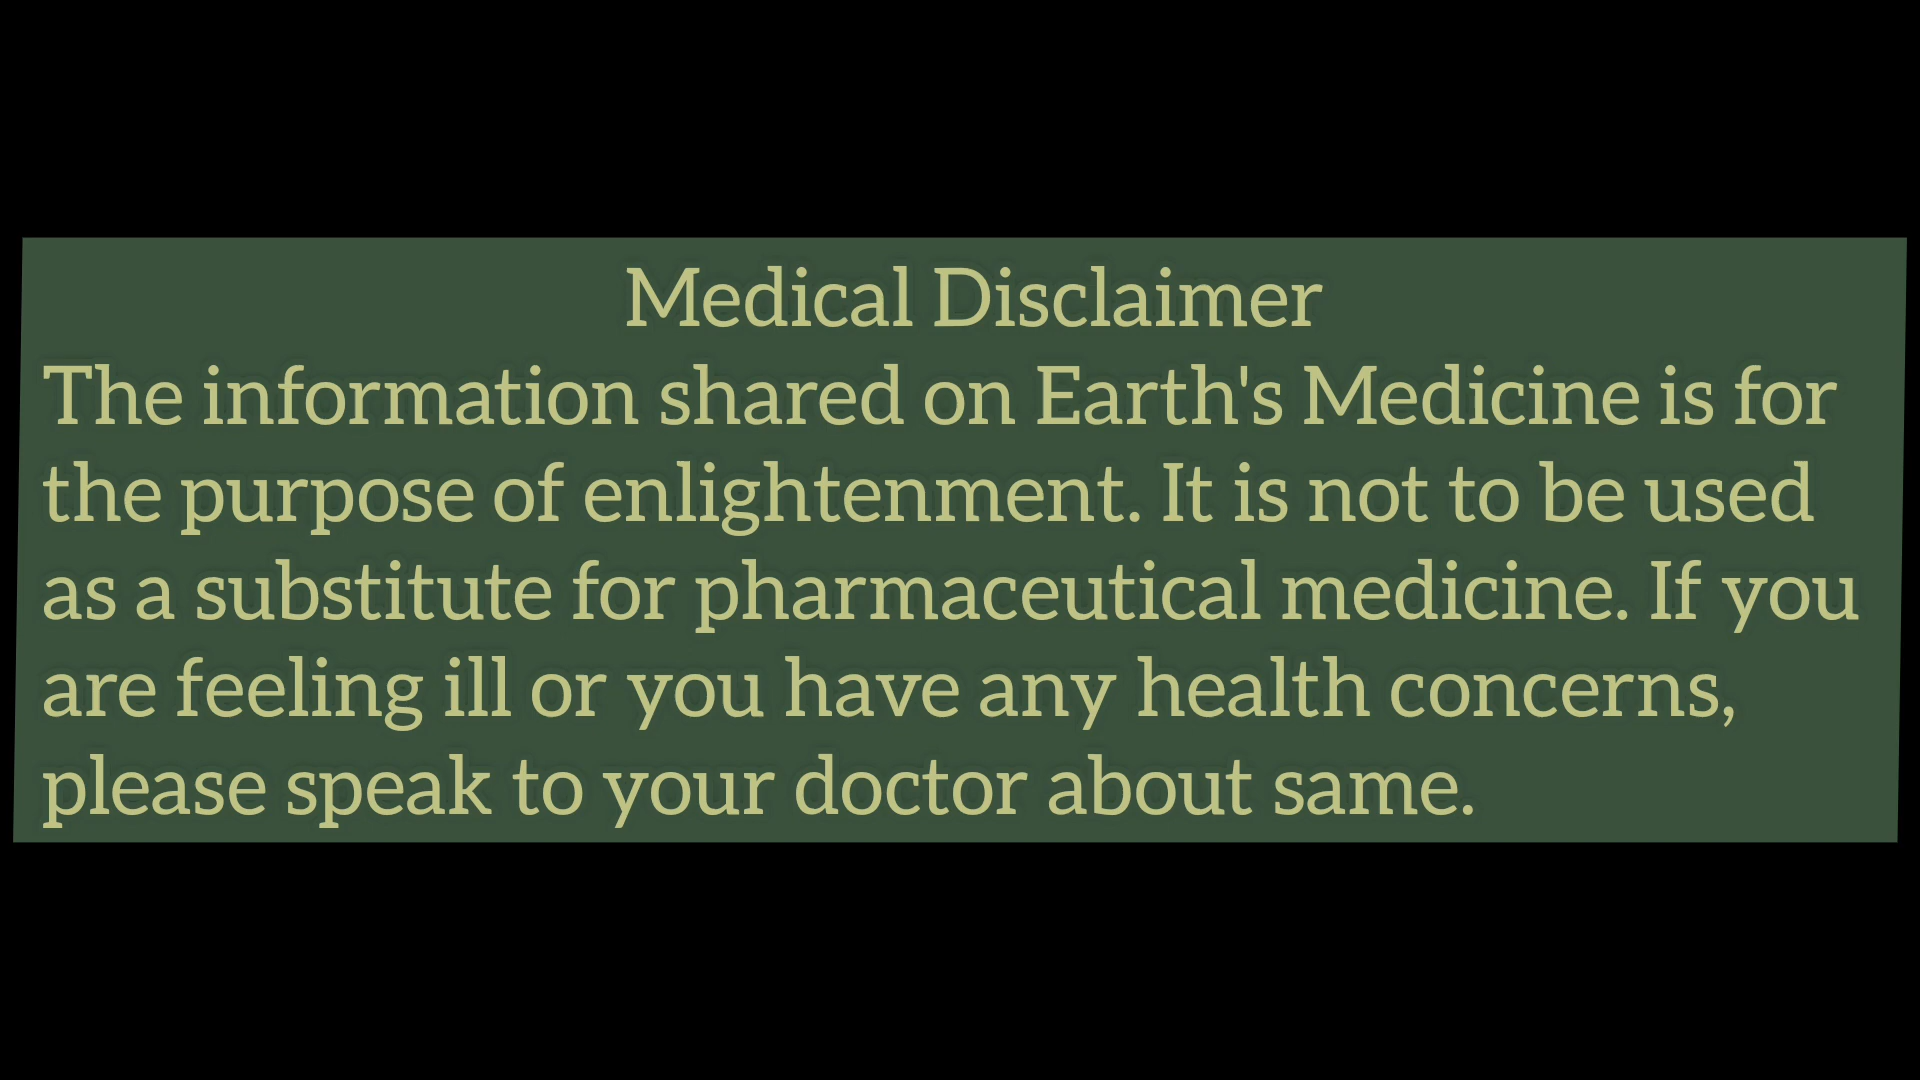 Medical Disclaimer
The information shared on Earth's Medicine is for
the purpose of enlightenment. It is not to be used
as a substitute for pharmaceutical medicine. If you
are feeling ill or you have any health concerns,
please speak to your doctor about same.